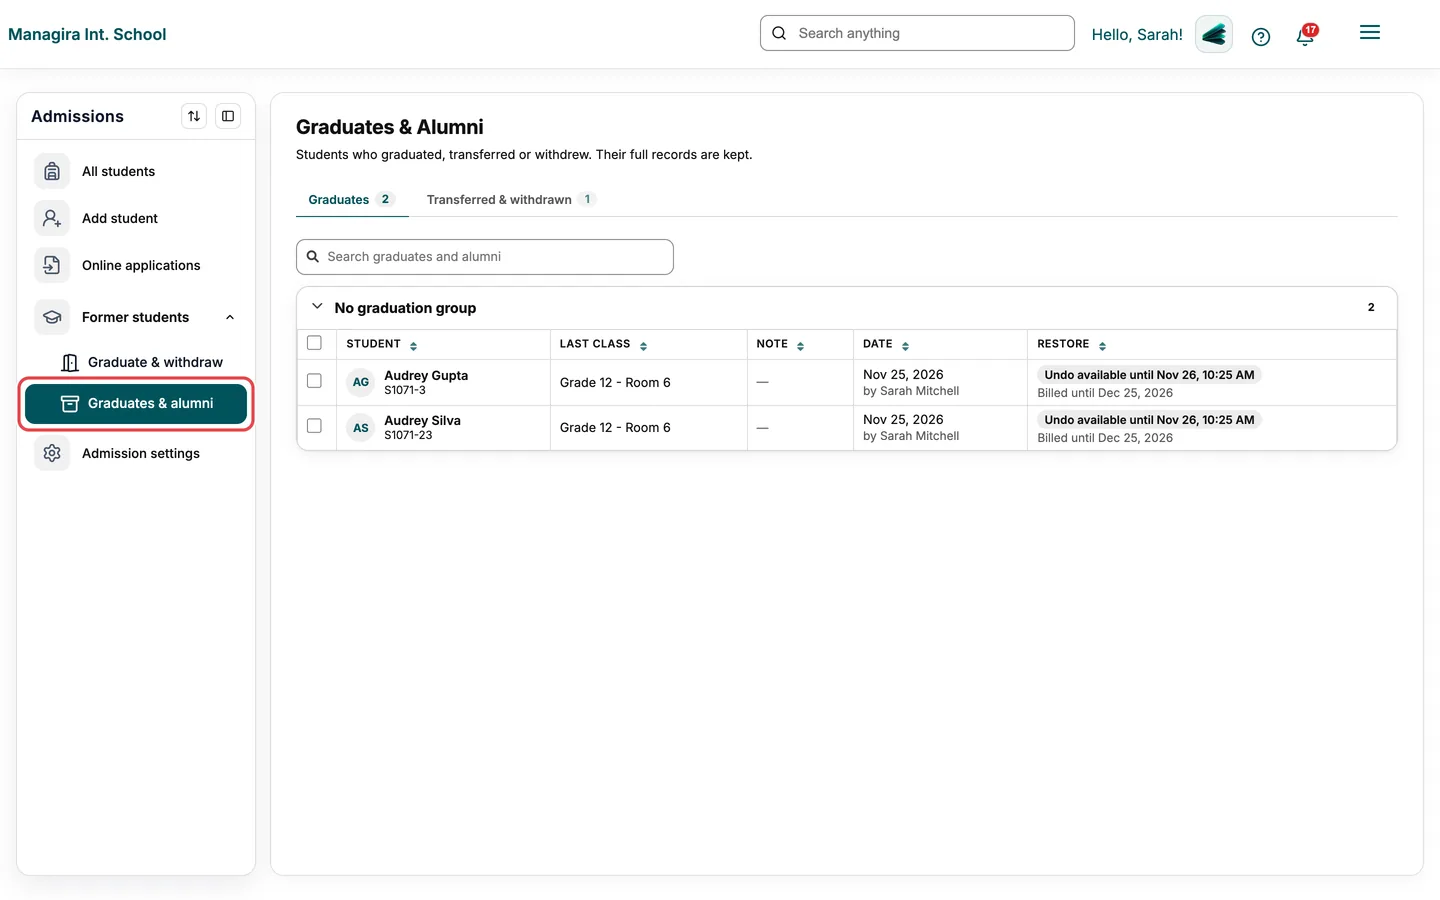 Managira Int. School
Search anything
Hello, Sarah!
17
Admissions
All students
Add student
Online applications
Former students
Graduate & withdraw
Graduates & alumni
Admission settings
Graduates & Alumni
Students who graduated, transferred or withdrew. Their full records are kept.
Graduates 2 Transferred & withdrawn 1
Search graduates and alumni
No graduation group 2
STUDENT LAST CLASS NOTE DATE RESTORE
AG Audrey Gupta Grade 12 - Room 6 — Nov 25, 2026 Undo available until Nov 26, 10:25 AM
S1071-3 by Sarah Mitchell Billed until Dec 25, 2026
AS Audrey Silva Grade 12 - Room 6 — Nov 25, 2026 Undo available until Nov 26, 10:25 AM
S1071-23 by Sarah Mitchell Billed until Dec 25, 2026